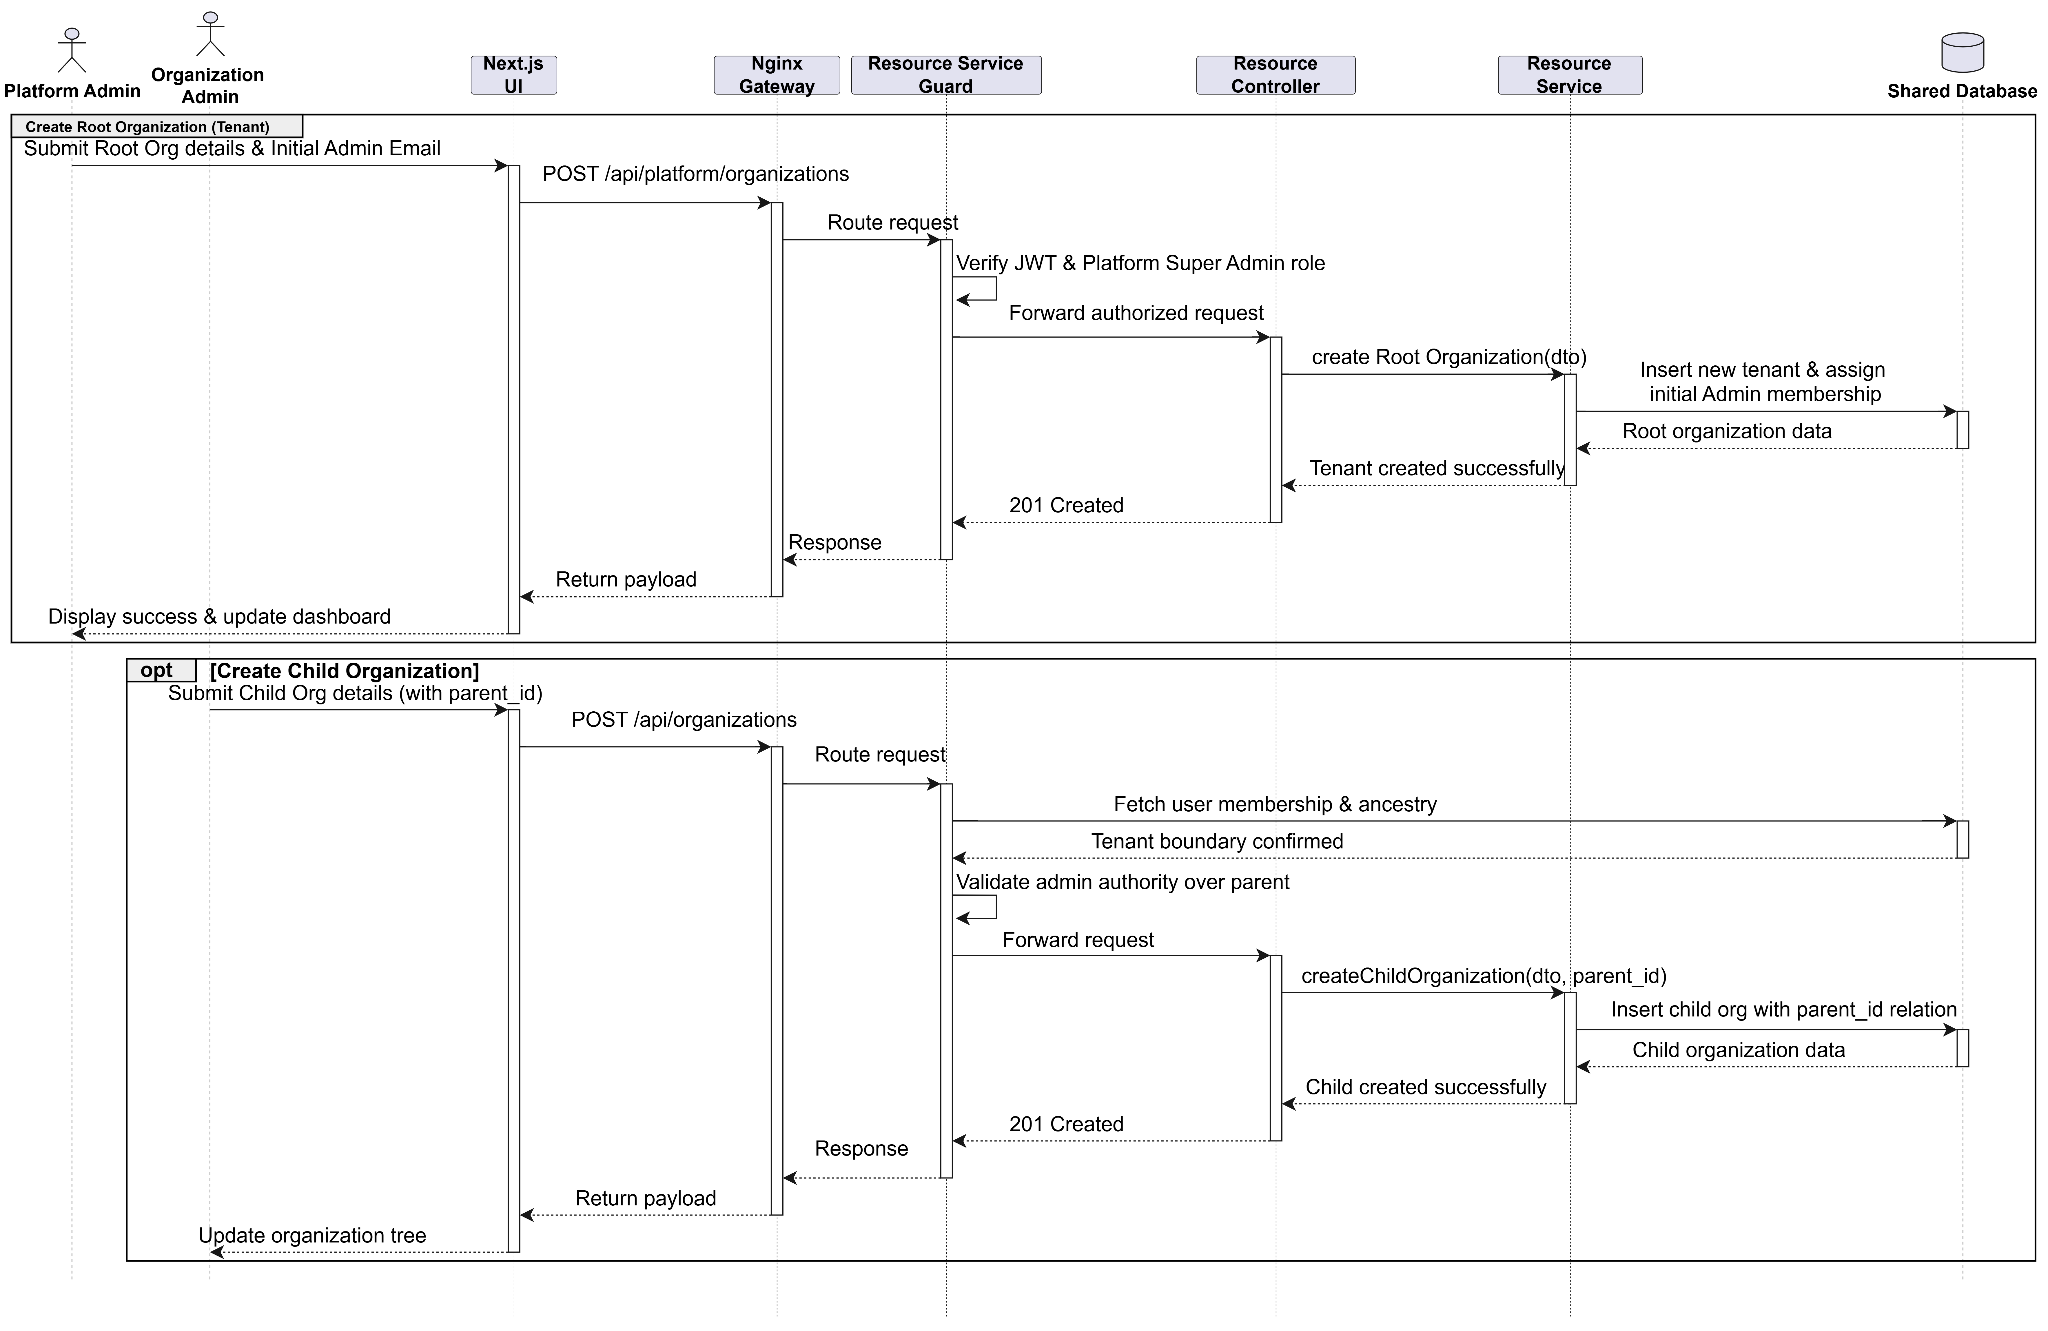 Platform Admin
Organization
Admin
Next.js
UI
Nginx
Gateway
Resource Service
Guard
Resource
Controller
Resource
Service
Shared Database
Create Root Organization (Tenant)
Submit Root Org details & Initial Admin Email
POST /api/platform/organizations
Route request
Verify JWT & Platform Super Admin role
Forward authorized request
create Root Organization(dto)
Insert new tenant & assign
initial Admin membership
Root organization data
Tenant created successfully
201 Created
Response
Return payload
Display success & update dashboard
opt
[Create Child Organization]
Submit Child Org details (with parent_id)
POST /api/organizations
Route request
Fetch user membership & ancestry
Tenant boundary confirmed
Validate admin authority over parent
Forward request
createChildOrganization(dto, parent_id)
Insert child org with parent_id relation
Child organization data
Child created successfully
201 Created
Response
Return payload
Update organization tree